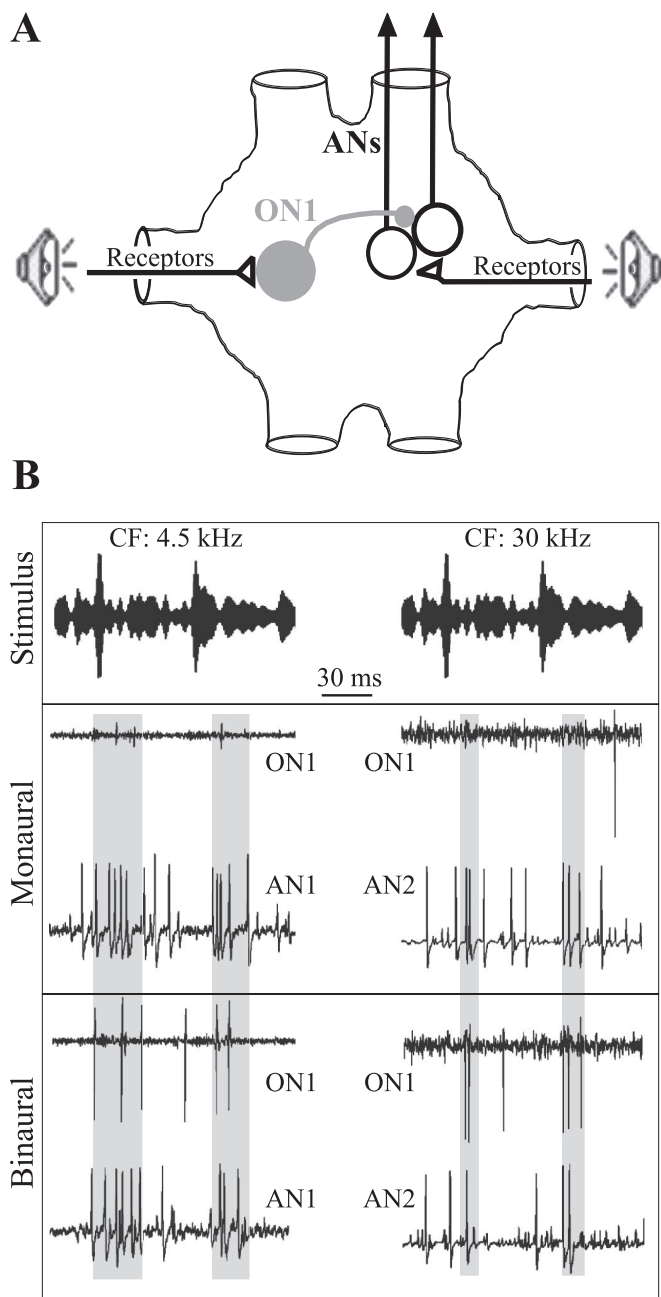 A
ANs
ON1
Receptors
Receptors
B
Stimulus
CF: 4.5 kHz
CF: 30 kHz
30 ms
Monaural
ON1
ON1
AN1
AN2
Binaural
ON1
ON1
AN1
AN2